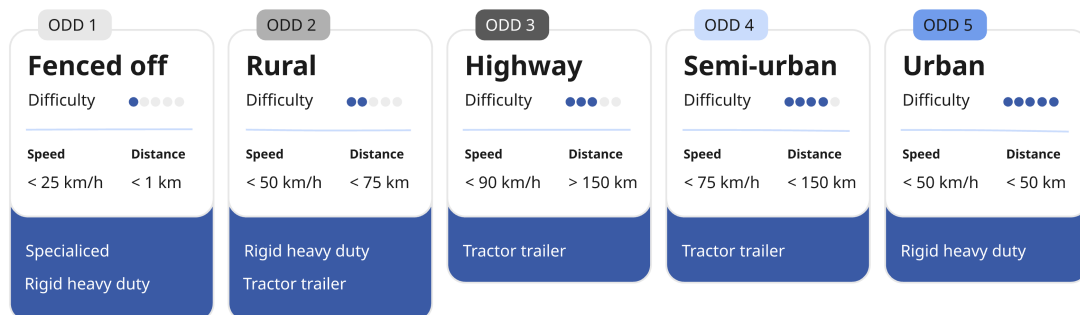 ODD 1
Fenced off
Difficulty
Speed Distance
< 25 km/h < 1 km
Specialiced
Rigid heavy duty
ODD 2
Rural
Difficulty
Speed Distance
< 50 km/h < 75 km
Rigid heavy duty
Tractor trailer
ODD 3
Highway
Difficulty
Speed Distance
< 90 km/h > 150 km
Tractor trailer
ODD 4
Semi-urban
Difficulty
Speed Distance
< 75 km/h < 150 km
Tractor trailer
ODD 5
Urban
Difficulty
Speed Distance
< 50 km/h < 50 km
Rigid heavy duty